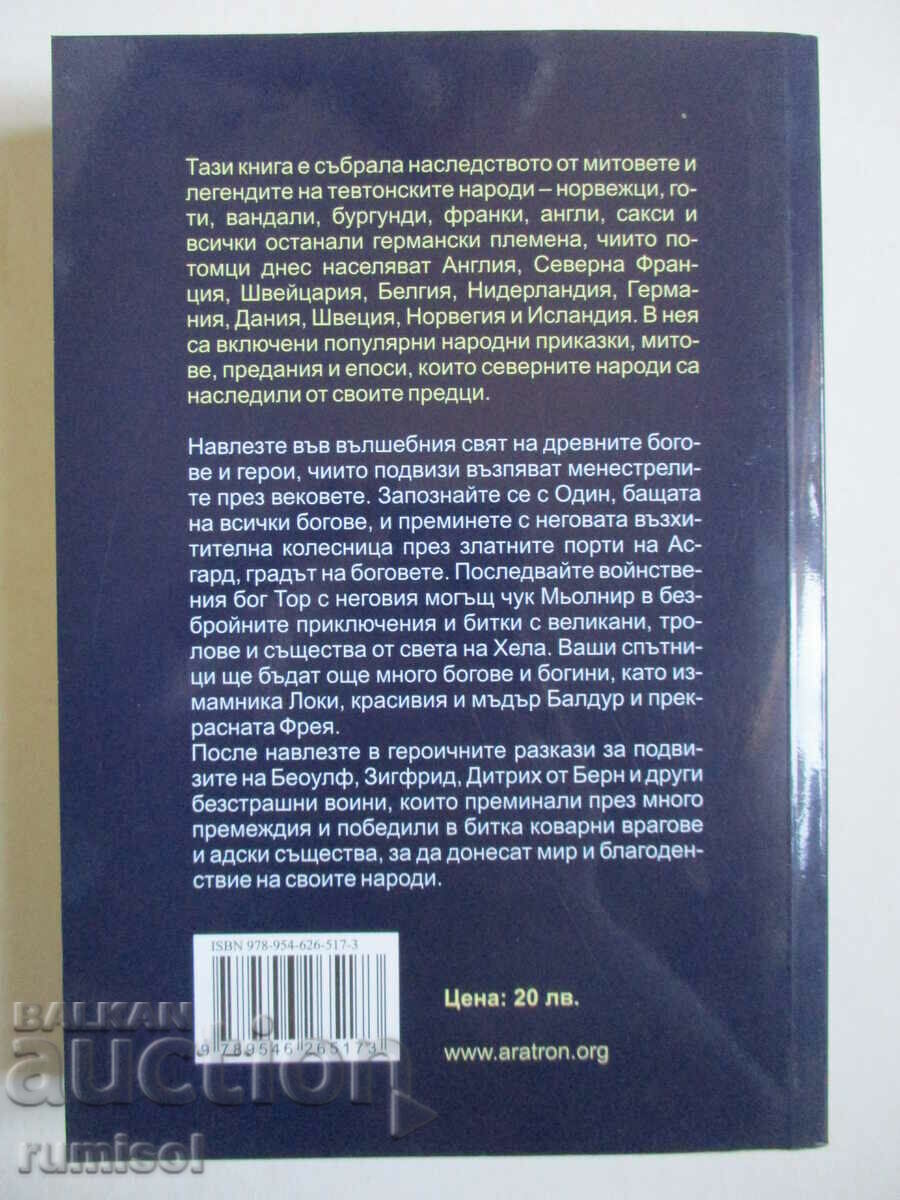 Тази книга е събрала наследството от митовете и
легендите на тевтонските народи – норвежци, го-
ти, вандали, бургунди, франки, англи, сакси и
всички останали германски племена, чиито по-
томци днес населяват Англия, Северна Фран-
ция, Швейцария, Белгия, Нидерландия, Герма-
ния, Дания, Швеция, Норвегия и Исландия. В нея
са включени популярни народни приказки, мито-
ве, предания и епоси, които северните народи са
наследили от своите предци.
Навлезте във вълшебния свят на древните бого-
ве и герои, чиито подвизи възпяват менестрели-
те през вековете. Запознайте се с Один, бащата
на всички богове, и преминете с неговата възхи-
тителна колесница през златните порти на Ас-
гард, градът на боговете. Последвайте войнстве-
ния бог Тор с неговия могъщ чук Мьолнир в без-
бройните приключения и битки с великани, тро-
лове и същества от света на Хела. Ваши спътни-
ци ще бъдат още много богове и богини, като из-
мамника Локи, красивия и мъдър Балдур и прек-
расната Фрея.
После навлезте в героичните разкази за подви-
зите на Беоулф, Зигфрид, Дитрих от Берн и други
безстрашни воини, които преминали през много
премеждия и победили в битка коварни врагове
и адски същества, за да донесат мир и благоден-
ствие на своите народи.
ISBN 978-954-626-517-3
9 789546 265173
Цена: 20 лв.
www.aratron.org
BALKAN
auction
rumisol